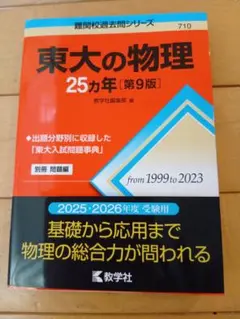 難関校過去問シリーズ
710
東大の物理
25カ年[第9版]
教学社編集部 編
◆出題分野別に収録した
「東大入試問題事典」
別冊 問題編
from 1999 to 2023
2025・2026年度 受験用
基礎から応用まで
物理の総合力が問われる
教学社